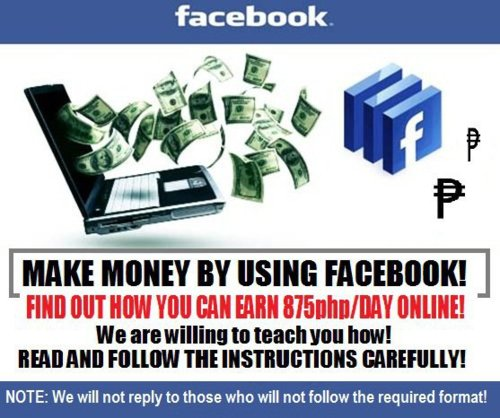 facebook.
f
₱
₱
MAKE MONEY BY USING FACEBOOK!
FIND OUT HOW YOU CAN EARN 875php/DAY ONLINE!
We are willing to teach you how!
READ AND FOLLOW THE INSTRUCTIONS CAREFULLY!
NOTE: We will not reply to those who will not follow the required format!